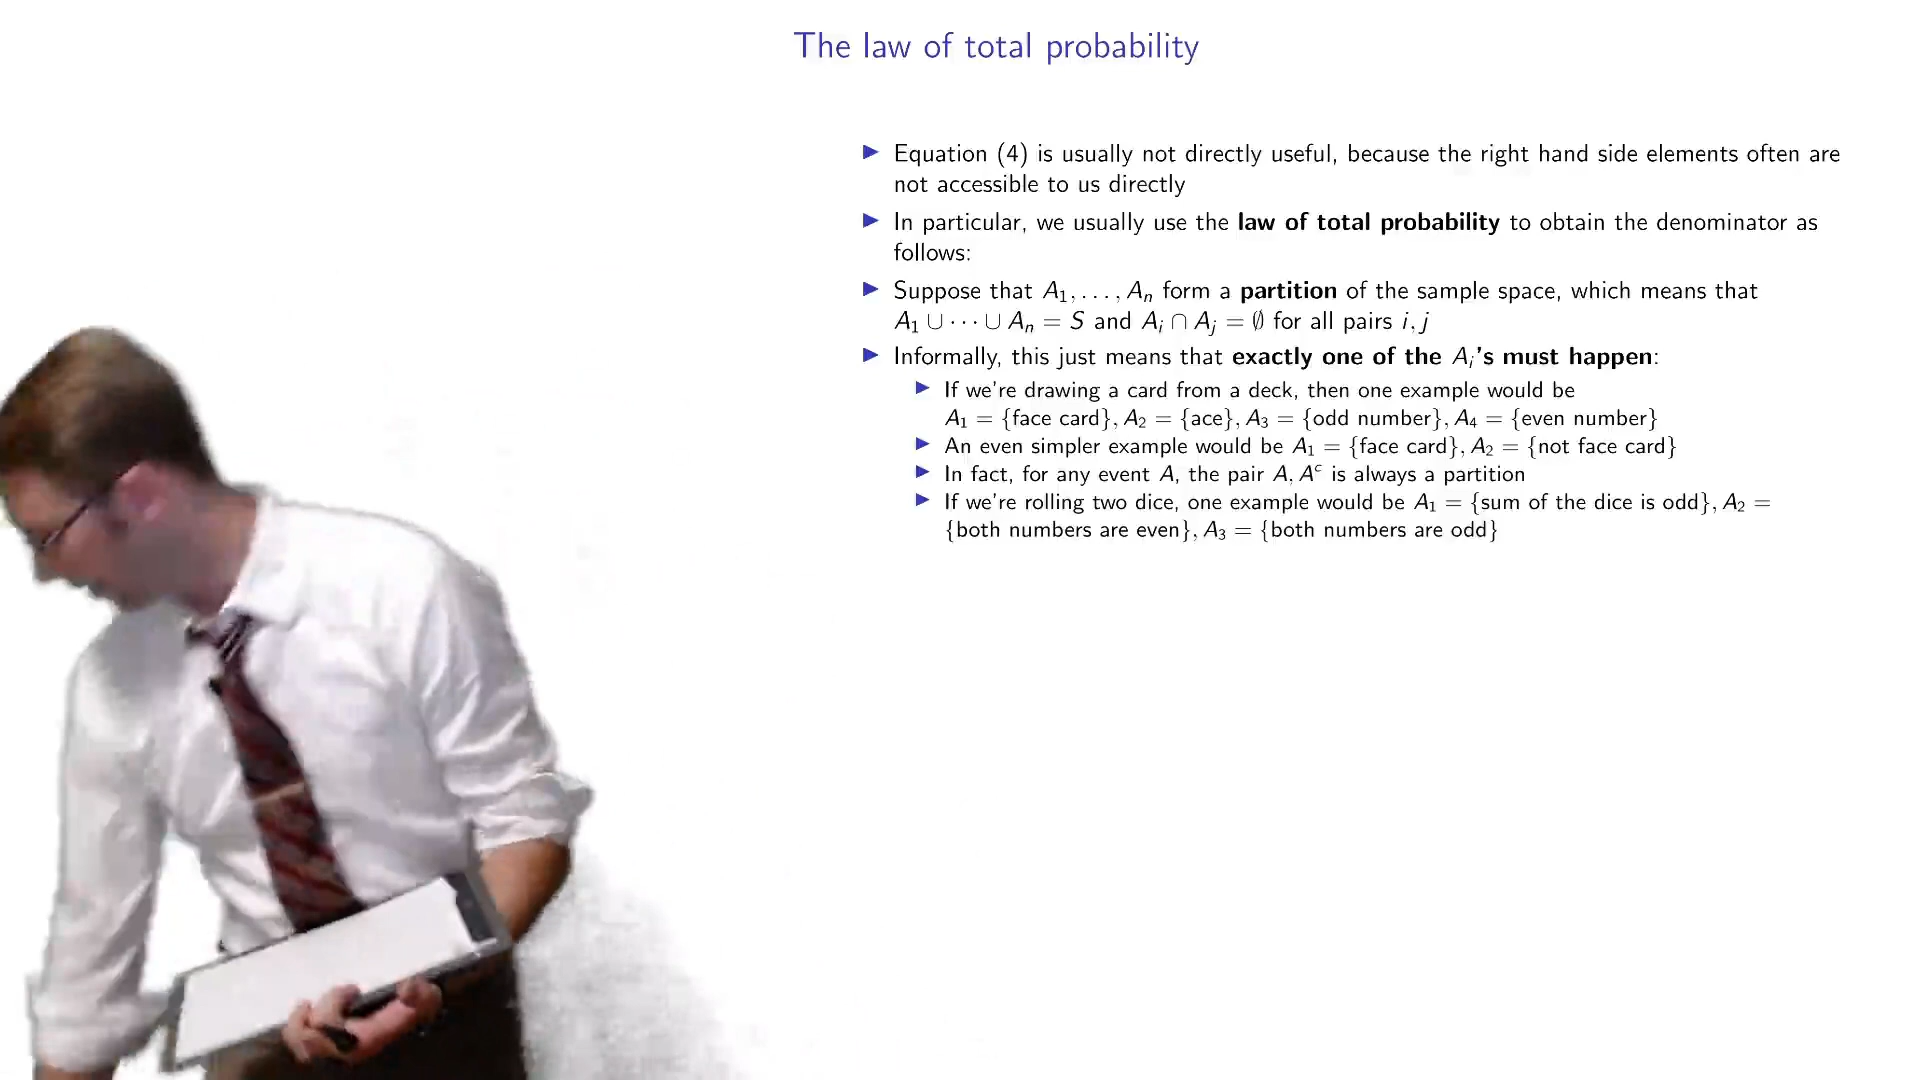 The law of total probability
▶ Equation (4) is usually not directly useful, because the right hand side elements often are
not accessible to us directly
▶ In particular, we usually use the law of total probability to obtain the denominator as
follows:
▶ Suppose that A₁, . . . , Aₙ form a partition of the sample space, which means that
A₁ ∪ · · · ∪ Aₙ = S and Aᵢ ∩ Aⱼ = ∅ for all pairs i, j
▶ Informally, this just means that exactly one of the Aᵢ's must happen:
▶ If we're drawing a card from a deck, then one example would be
A₁ = {face card}, A₂ = {ace}, A₃ = {odd number}, A₄ = {even number}
▶ An even simpler example would be A₁ = {face card}, A₂ = {not face card}
▶ In fact, for any event A, the pair A, Aᶜ is always a partition
▶ If we're rolling two dice, one example would be A₁ = {sum of the dice is odd}, A₂ =
{both numbers are even}, A₃ = {both numbers are odd}